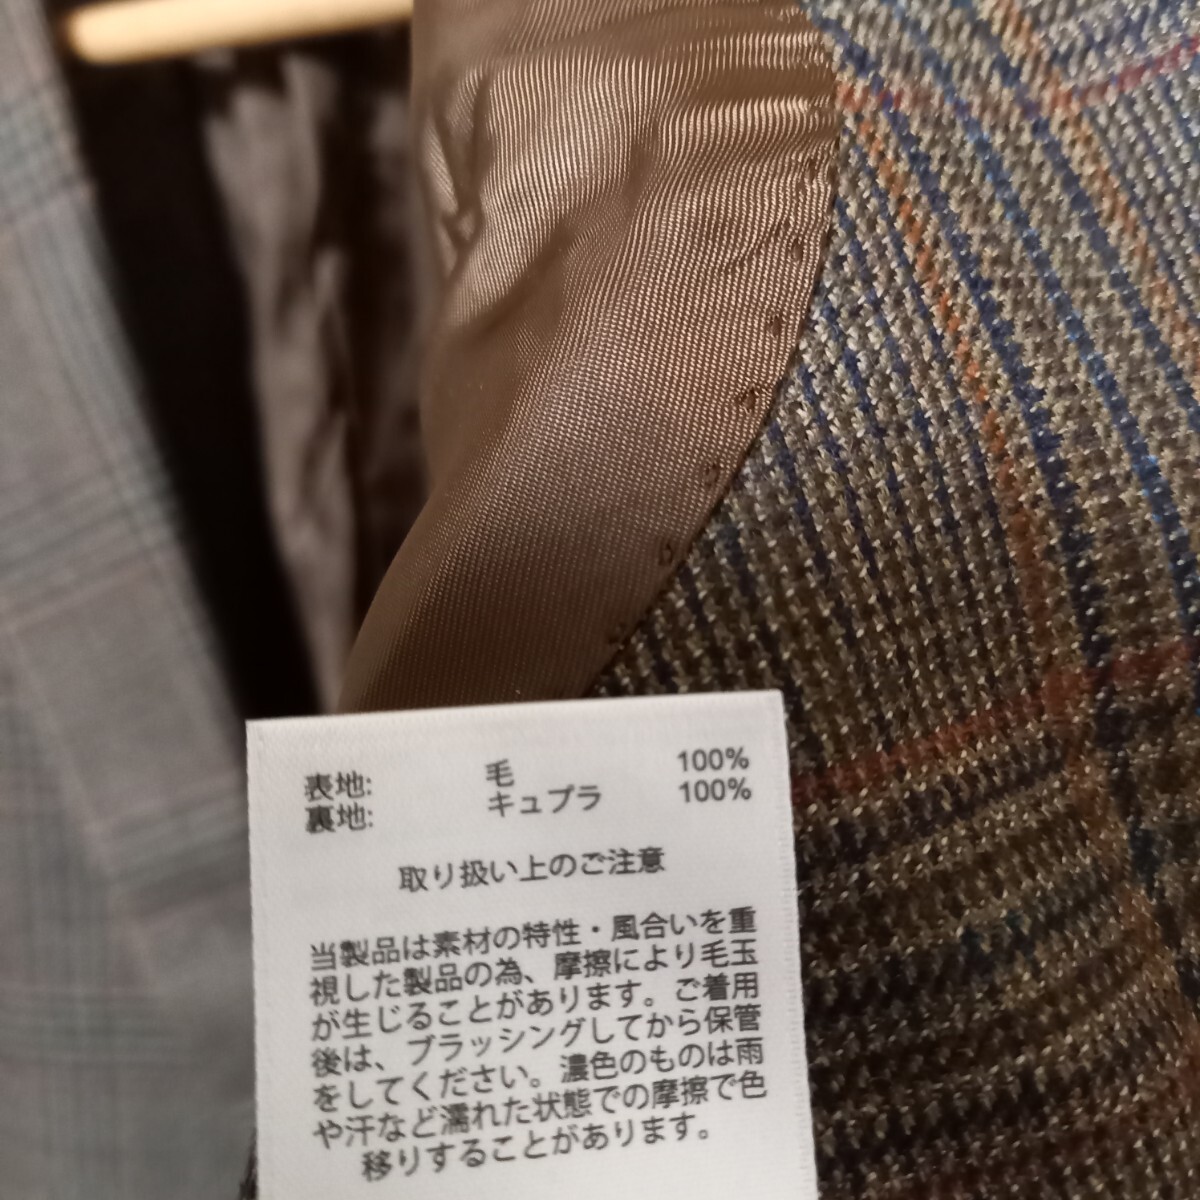 表地: 毛 100%
裏地: キュプラ 100%
取り扱い上のご注意
当製品は素材の特性・風合いを重
視した製品の為、摩擦により毛玉
が生じることがあります。ご着用
後は、ブラッシングしてから保管
をしてください。濃色のものは雨
や汗など濡れた状態での摩擦で色
移りすることがあります。